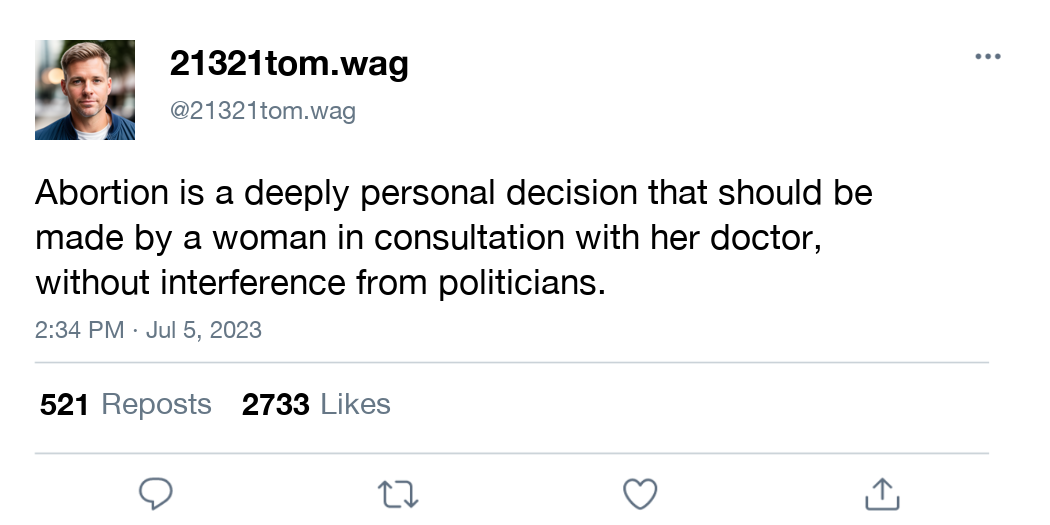 21321tom.wag
@21321tom.wag
Abortion is a deeply personal decision that should be
made by a woman in consultation with her doctor,
without interference from politicians.
2:34 PM · Jul 5, 2023
521 Reposts 2733 Likes